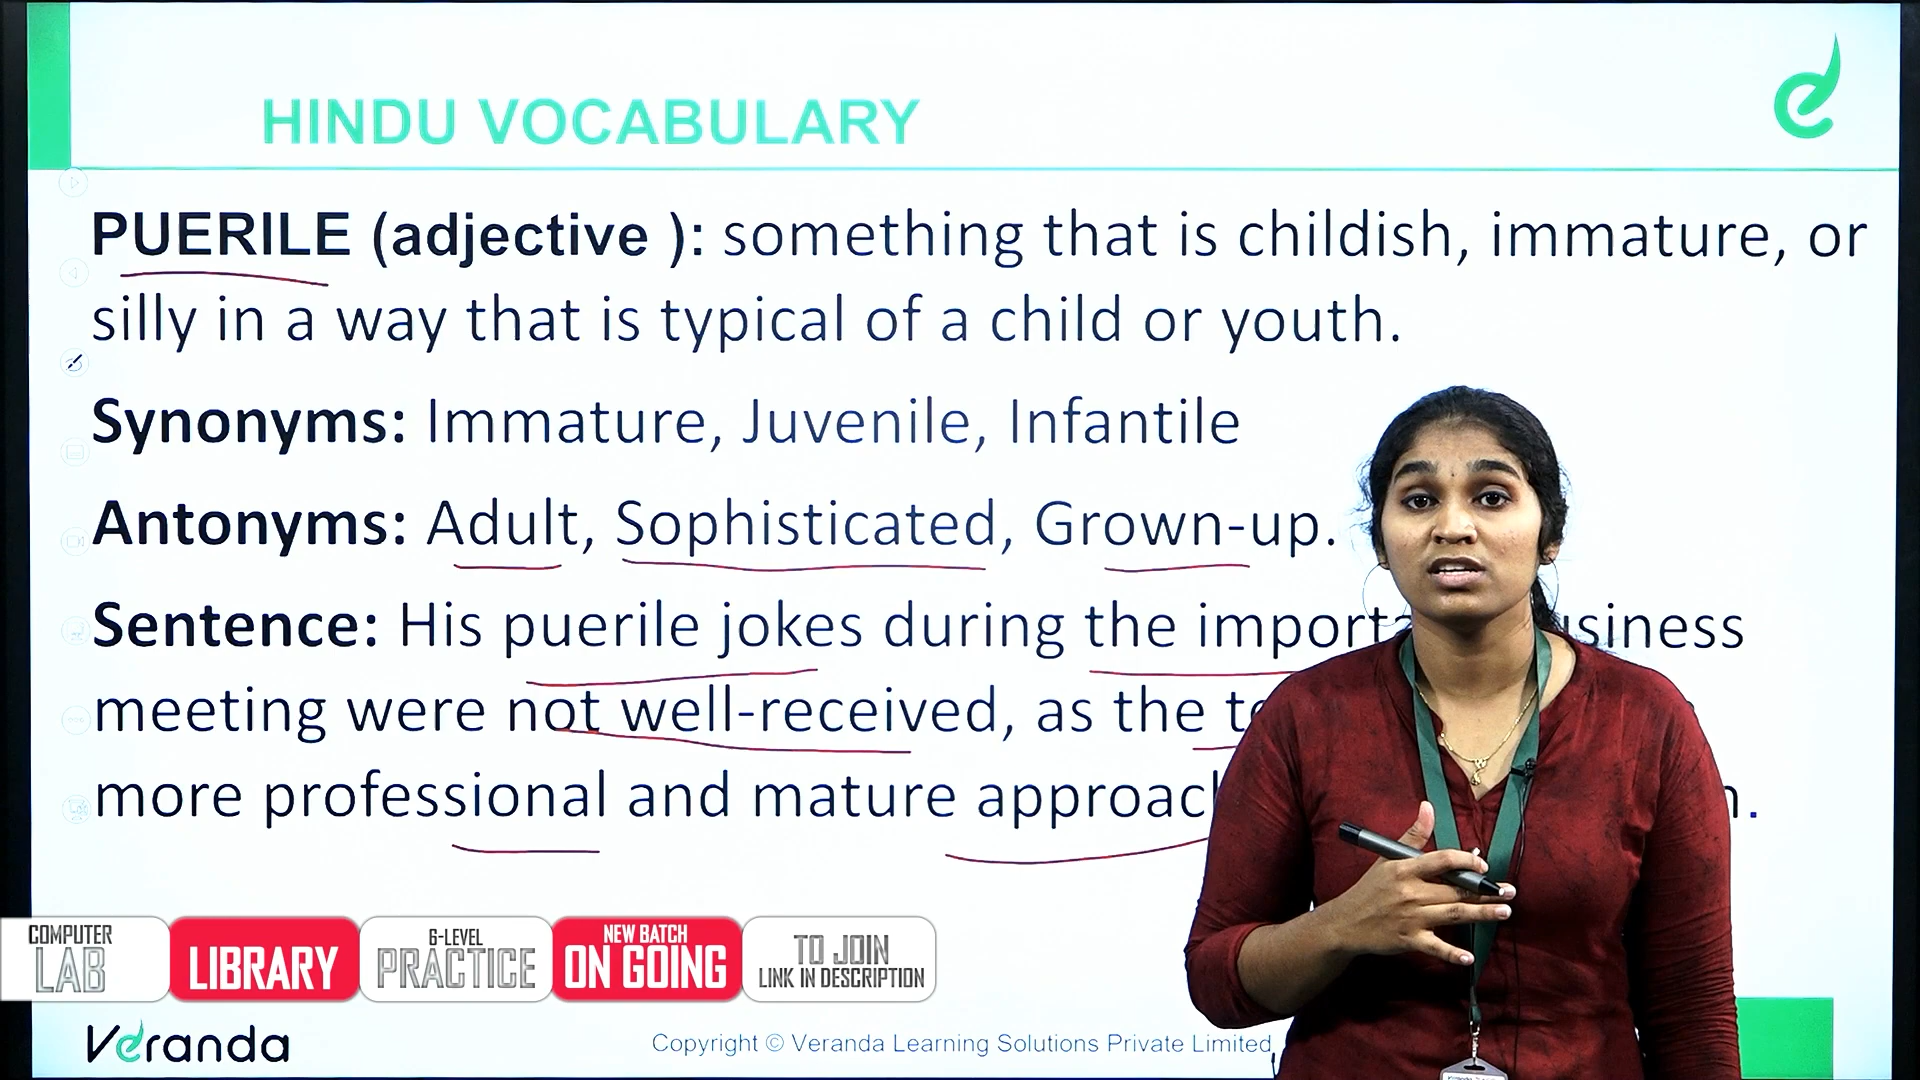 HINDU VOCABULARY
PUERILE (adjective ): something that is childish, immature, or
silly in a way that is typical of a child or youth.
Synonyms: Immature, Juvenile, Infantile
Antonyms: Adult, Sophisticated, Grown-up.
Sentence: His puerile jokes during the
meeting were not well-received, as the
more professional and mature
COMPUTER LAB
LIBRARY
6-LEVEL PRACTICE
NEW BATCH ON GOING
TO JOIN LINK IN DESCRIPTION
Veranda
Copyright © Veranda Learning Solutions Private Limited